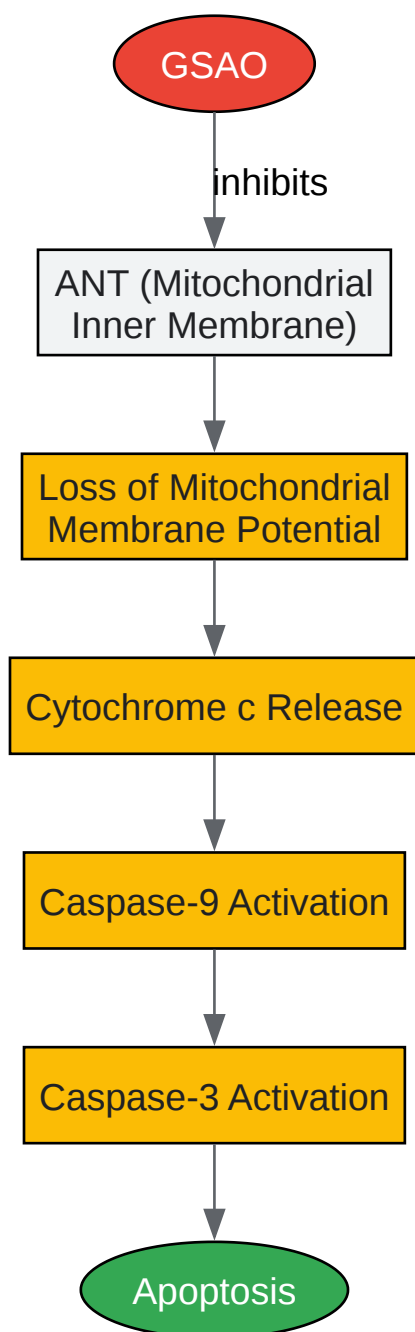 GSAO
inhibits
ANT (Mitochondrial
Inner Membrane)
Loss of Mitochondrial
Membrane Potential
Cytochrome c Release
Caspase-9 Activation
Caspase-3 Activation
Apoptosis